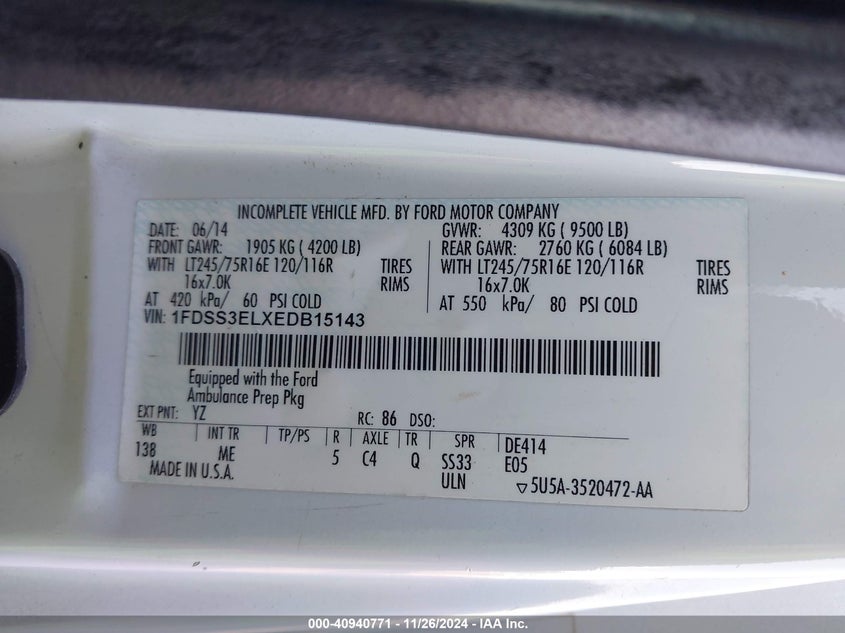 INCOMPLETE VEHICLE MFD. BY FORD MOTOR COMPANY
DATE: 06/14 GVWR: 4309 KG ( 9500 LB)
FRONT GAWR: 1905 KG ( 4200 LB) REAR GAWR: 2760 KG ( 6084 LB)
WITH LT245/75R16E 120/116R TIRES WITH LT245/75R16E 120/116R TIRES
16x7.0K RIMS 16x7.0K RIMS
AT 420 kPa/ 60 PSI COLD AT 550 kPa/ 80 PSI COLD
VIN: 1FDSS3ELXEDB15143
Equipped with the Ford
Ambulance Prep Pkg
EXT PNT: YZ RC: 86 DSO:
WB INT TR TP/PS R AXLE TR SPR DE414
138 ME 5 C4 Q SS33 E05
MADE IN U.S.A. ULN ▽5U5A-3520472-AA
000-40940771 - 11/26/2024 - IAA Inc.